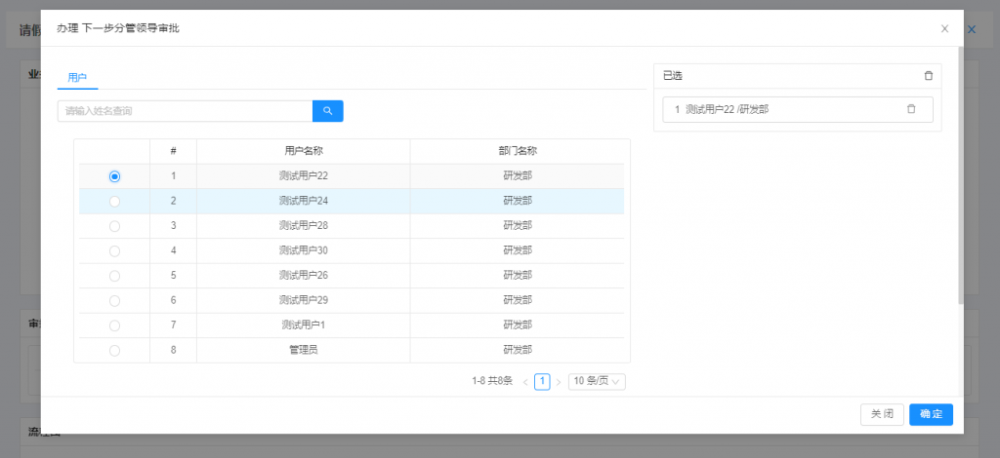 办理 下一步分管领导审批
请假
业
用户
已选
请输入姓名查询
1 测试用户22 /研发部
# 用户名称 部门名称
1 测试用户22 研发部
2 测试用户24 研发部
3 测试用户28 研发部
4 测试用户30 研发部
5 测试用户26 研发部
6 测试用户29 研发部
7 测试用户1 研发部
8 管理员 研发部
1-8 共8条 1 10 条/页
关 闭 确 定